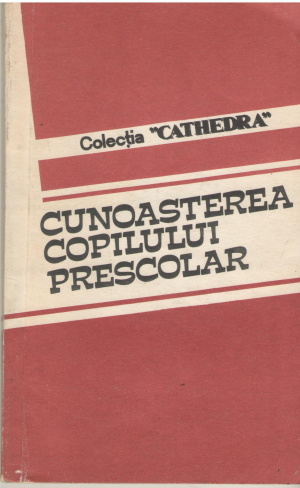 Colecția "CATHEDRA"
CUNOASTEREA
COPILULUI
PRESCOLAR